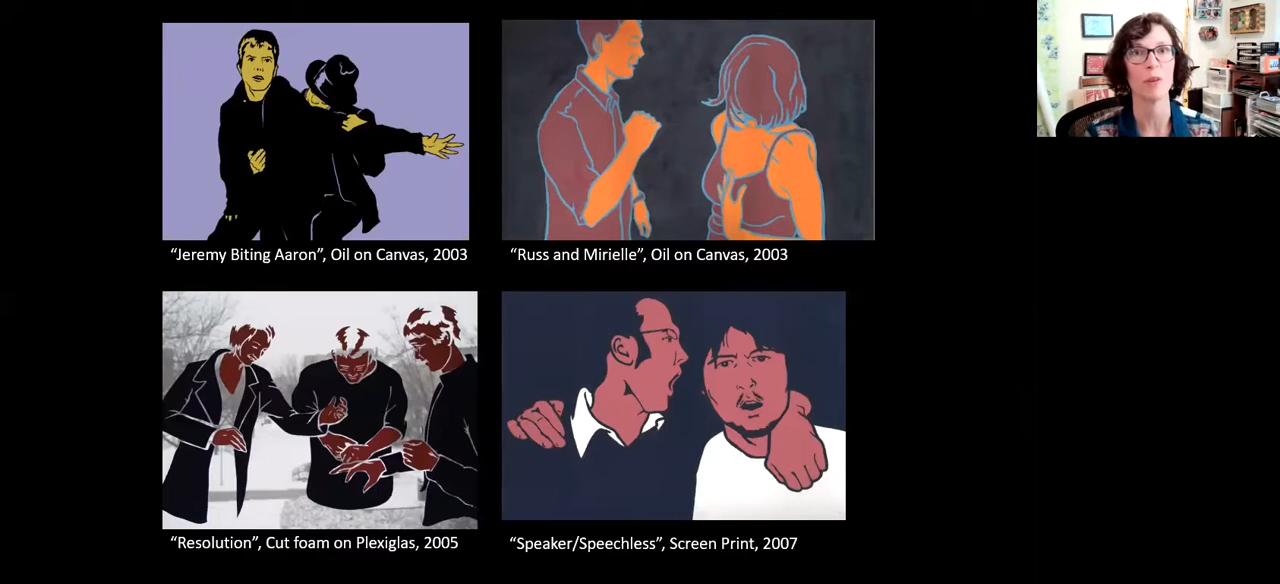 "Jeremy Biting Aaron", Oil on Canvas, 2003
"Russ and Mirielle", Oil on Canvas, 2003
"Resolution", Cut foam on Plexiglas, 2005
"Speaker/Speechless", Screen Print, 2007